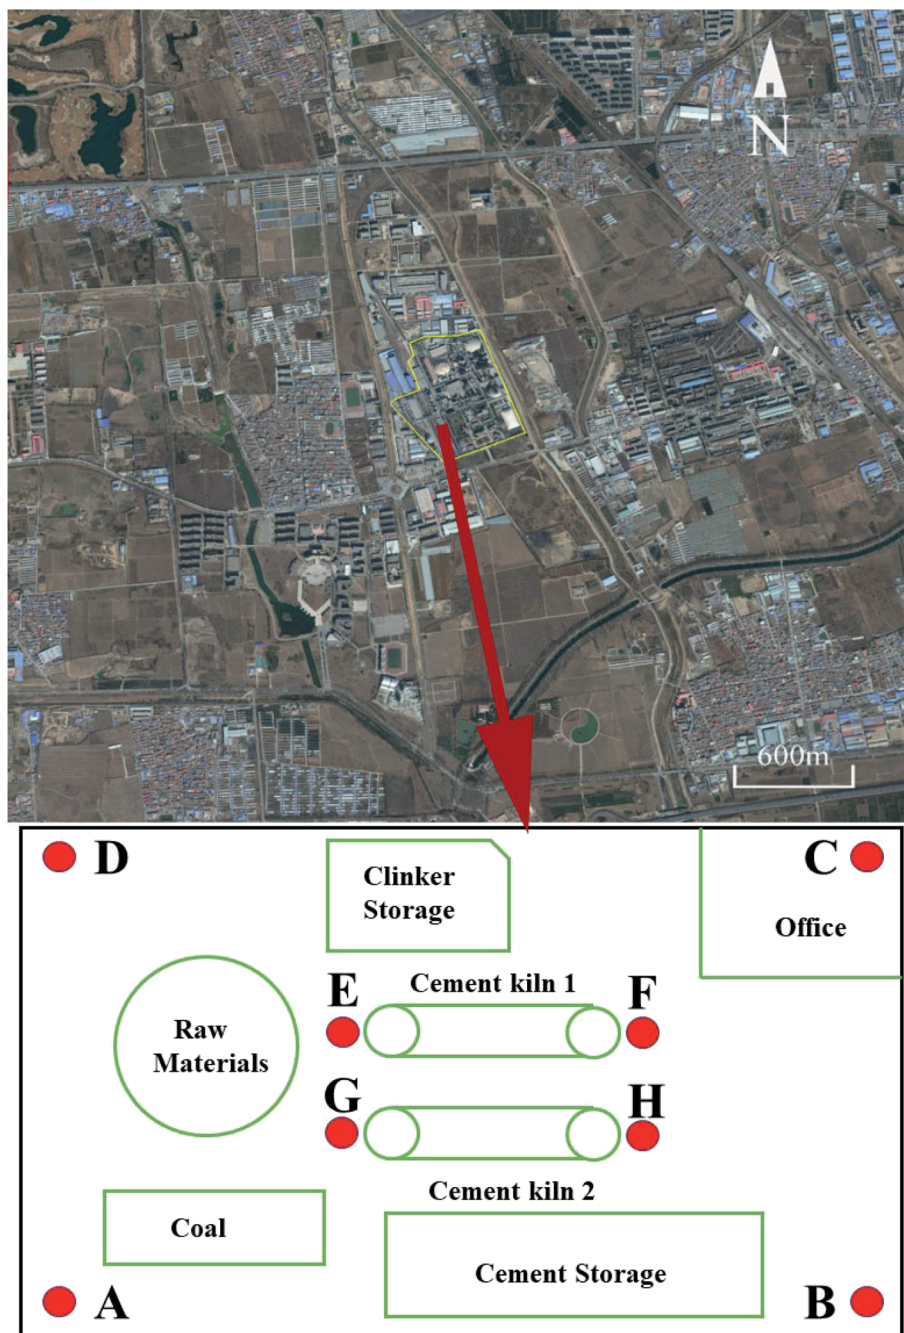 N
600m
D
C
Clinker
Storage
Office
E
Cement kiln 1
F
Raw
Materials
G
H
Cement kiln 2
Coal
Cement Storage
A
B